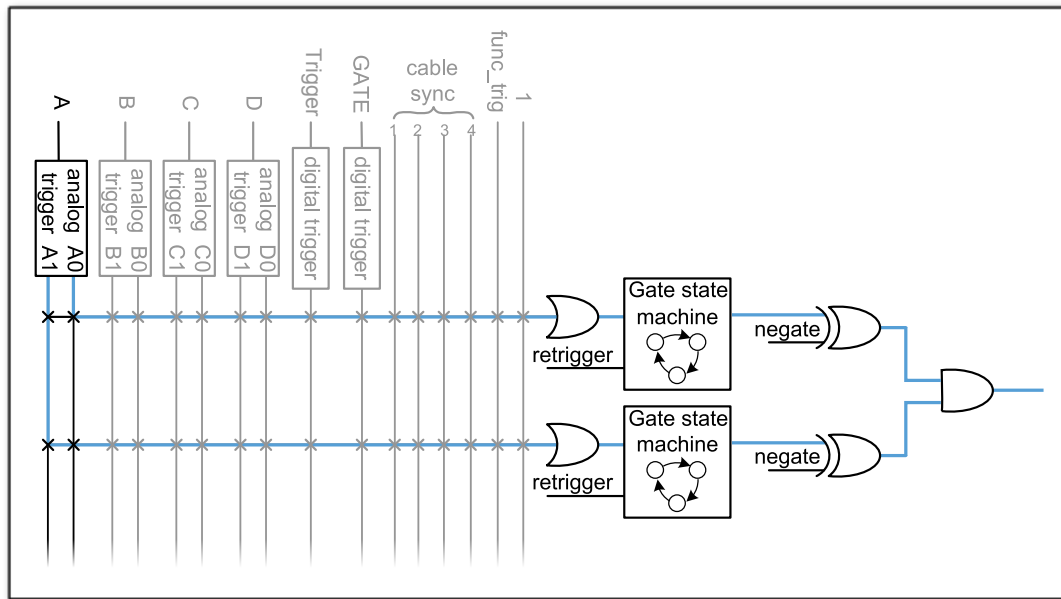 A
B
C
D
Trigger
GATE
cable
sync
func_trig
1
1
2
3
4
analog A0
trigger A1
analog B0
trigger B1
analog C0
trigger C1
analog D0
trigger D1
digital trigger
digital trigger
Gate state
machine
retrigger
negate
Gate state
machine
retrigger
negate